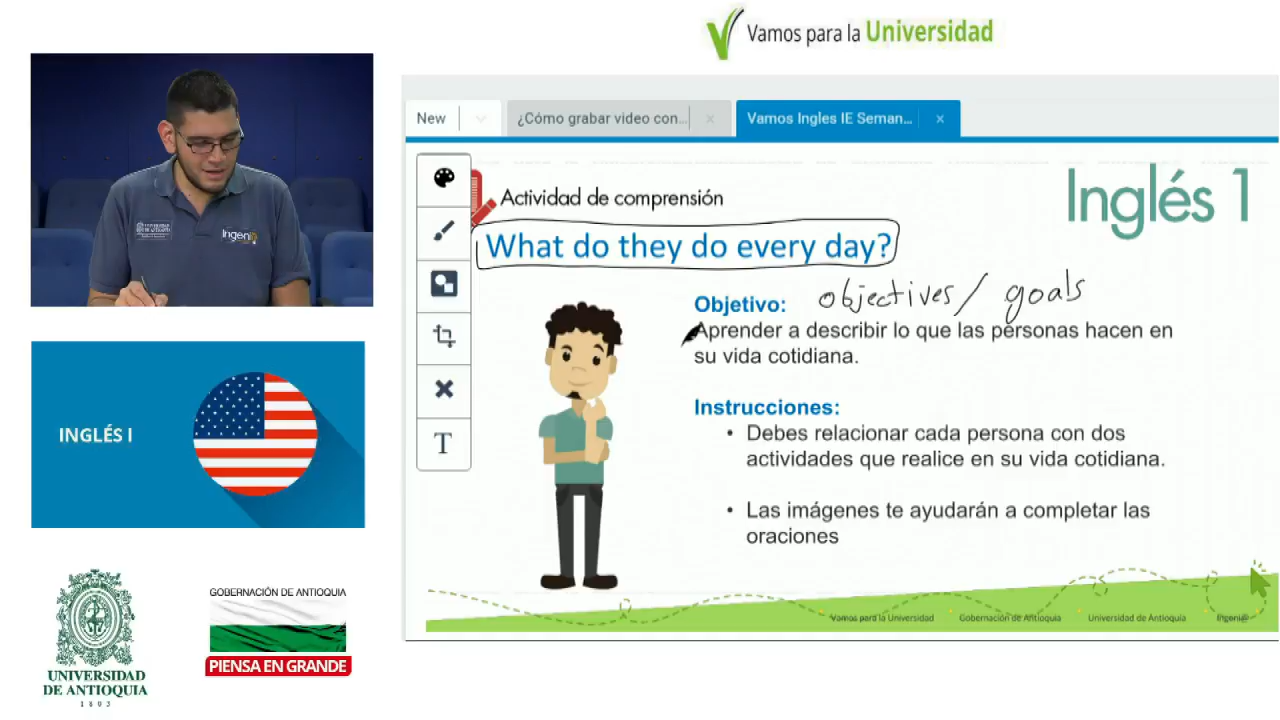 Vamos para la Universidad
New
¿Cómo grabar video con...
Vamos Ingles IE Seman...
Inglés 1
Actividad de comprensión
What do they do every day?
Objetivo: objectives/ goals
Aprender a describir lo que las personas hacen en
su vida cotidiana.
Instrucciones:
• Debes relacionar cada persona con dos
actividades que realice en su vida cotidiana.
• Las imágenes te ayudarán a completar las
oraciones
T
Vamos para la Universidad
Gobernación de Antioquia
Universidad de Antioquia
Ingeni@
Ingeni@
INGLÉS I
UNIVERSIDAD
DE ANTIOQUIA
1803
GOBERNACIÓN DE ANTIOQUIA
PIENSA EN GRANDE